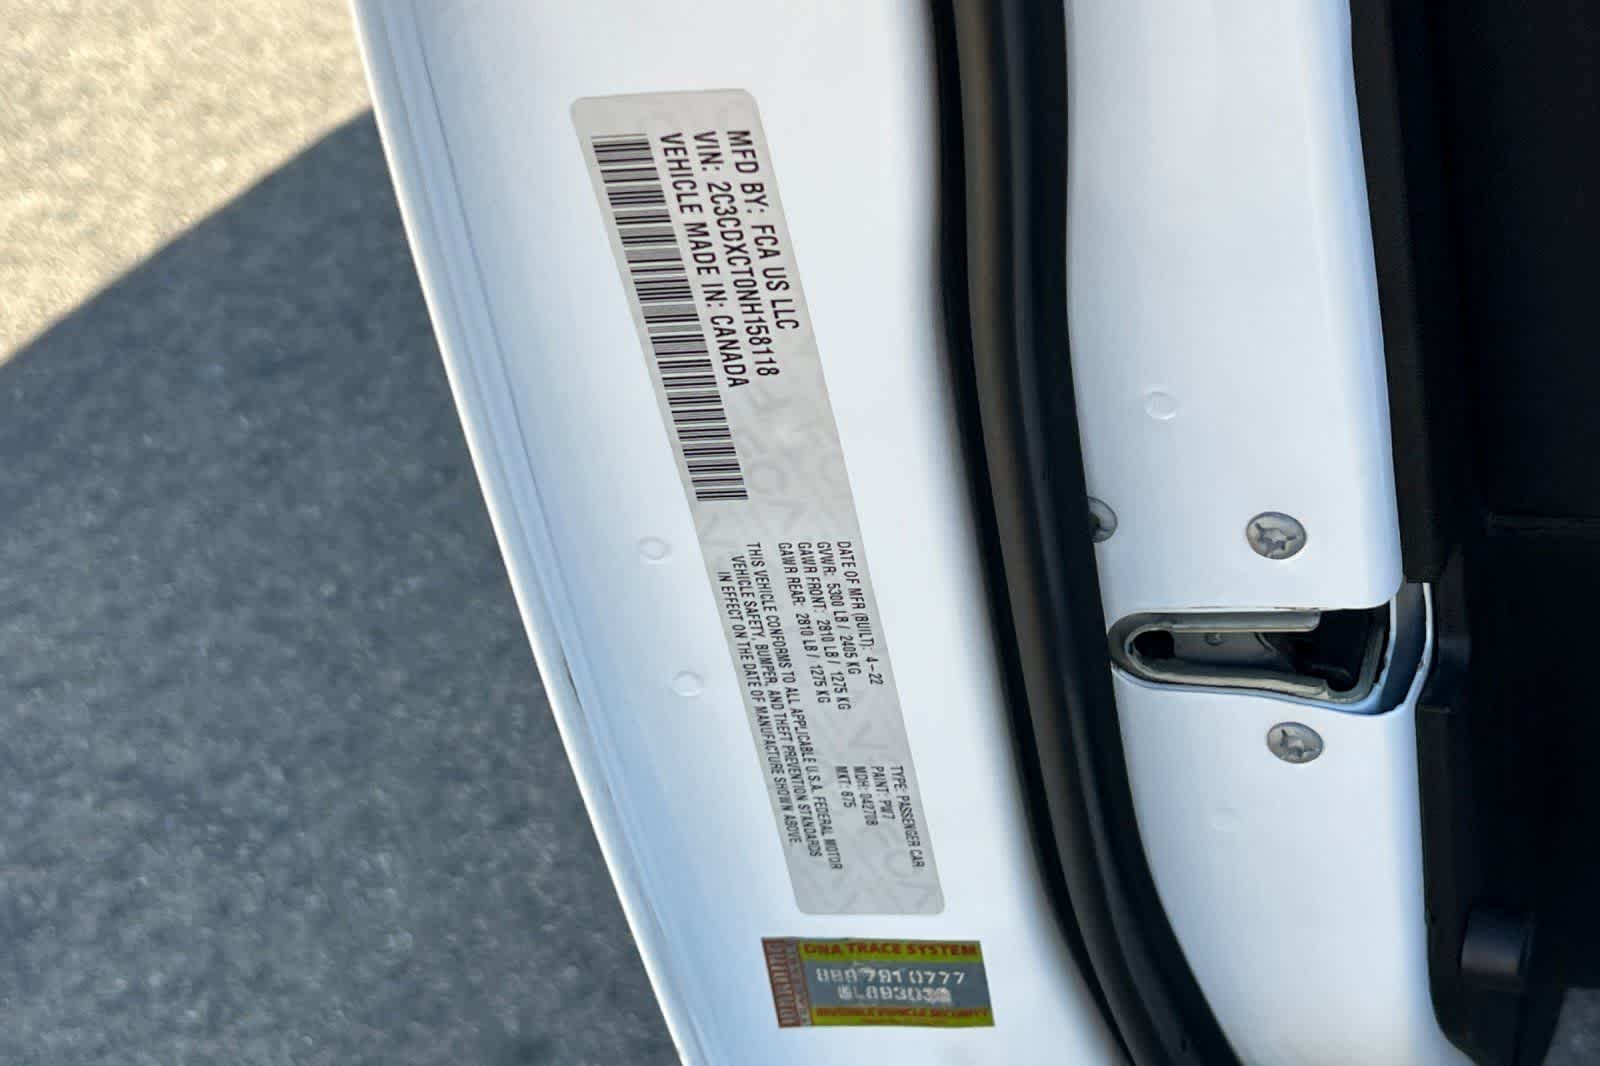 MFD BY: FCA US LLC
VIN: 2C3CDXCT0NH158118
VEHICLE MADE IN: CANADA
DATE OF MFR (BUILT): 4-22
GVWR: 5300 LB / 2405 KG
GAWR FRONT: 2810 LB / 1275 KG
GAWR REAR: 2810 LB / 1275 KG
THIS VEHICLE CONFORMS TO ALL APPLICABLE U.S.A. FEDERAL MOTOR
VEHICLE SAFETY, BUMPER, AND THEFT PREVENTION STANDARDS
IN EFFECT ON THE DATE OF MANUFACTURE SHOWN ABOVE.
TYPE: PASSENGER CAR
PAINT: PW7
MDH: 042708
MKT: 875
DNA TRACE SYSTEM
INVISIBLE VEHICLE SECURITY